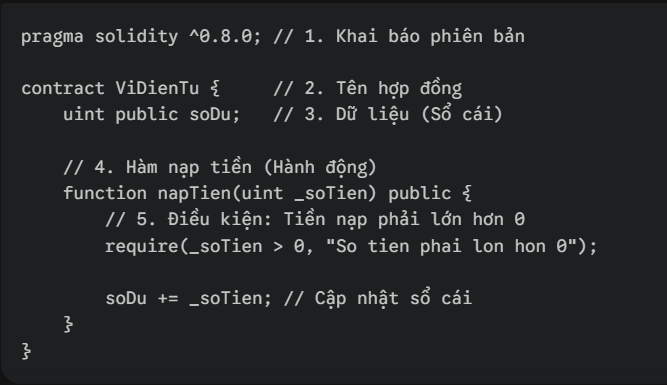 pragma solidity ^0.8.0; // 1. Khai báo phiên bản
contract ViDienTu {     // 2. Tên hợp đồng
    uint public soDu;   // 3. Dữ liệu (Sổ cái)
    // 4. Hàm nạp tiền (Hành động)
    function napTien(uint _soTien) public {
        // 5. Điều kiện: Tiền nạp phải lớn hơn 0
        require(_soTien > 0, "So tien phai lon hon 0");
        soDu += _soTien; // Cập nhật sổ cái
    }
}